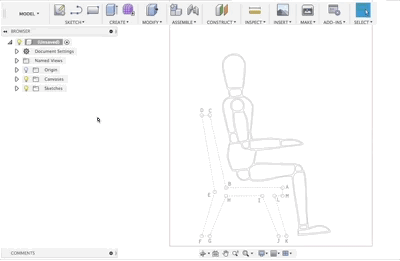 MODEL ▾
SKETCH ▾
CREATE ▾
MODIFY ▾
ASSEMBLE ▾
CONSTRUCT ▾
INSPECT ▾
INSERT ▾
MAKE ▾
ADD-INS ▾
SELECT ▾
BROWSER
(Unsaved)
Document Settings
Named Views
Origin
Canvases
Sketches
D C
B A
E
H I L M
F G J K
COMMENTS